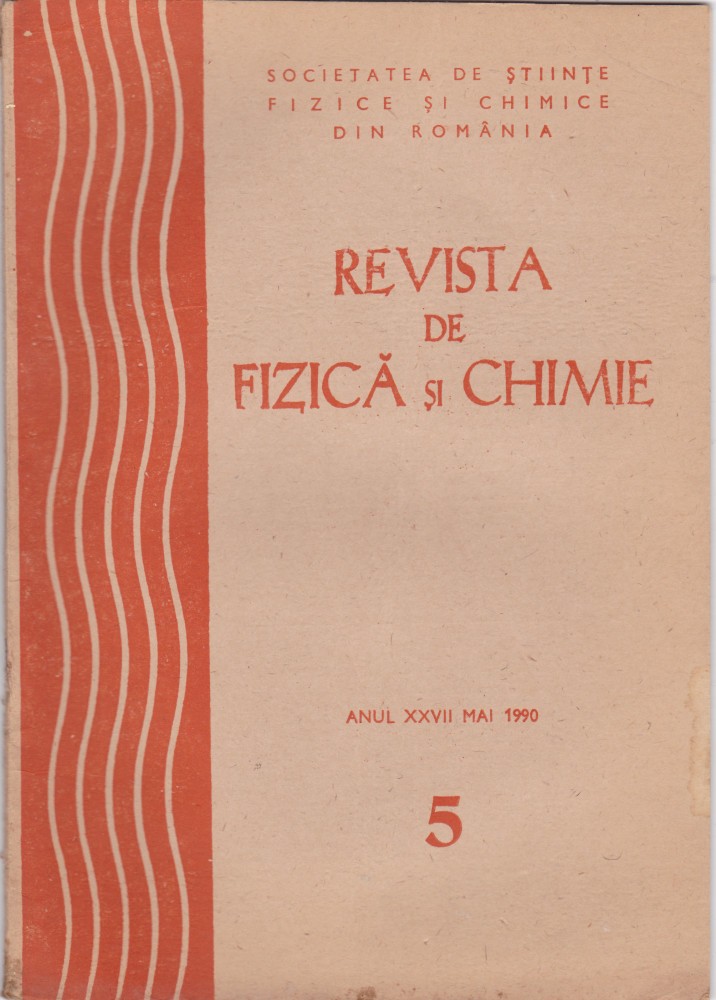 SOCIETATEA DE ŞTIINŢE
FIZICE ŞI CHIMICE
DIN ROMÂNIA
REVISTA
DE
FIZICĂ ŞI CHIMIE
ANUL XXVII MAI 1990
5